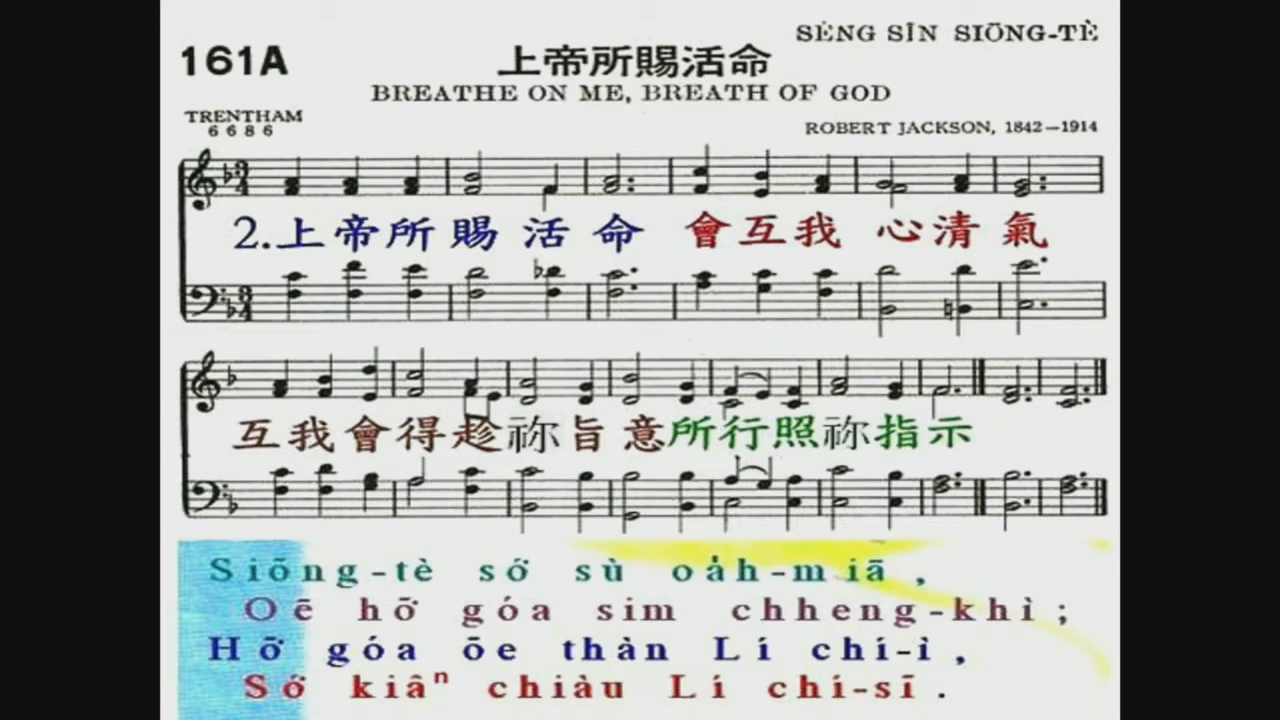 SÈNG SÎN SIŌNG-TÈ
161A
上帝所賜活命
BREATHE ON ME, BREATH OF GOD
TRENTHAM
6 6 8 6
ROBERT JACKSON, 1842—1914
2.上帝所賜活命 會互我心清氣
互我會得趁祢旨意所行照祢指示
Siōng-tè só͘ sù oa̍h-miā ,
Oē hō͘ góa sim chheng-khì ;
Hō͘ góa ōe thàn Lí chí-ì ,
Só͘ kiâⁿ chiàu Lí chí-sī .